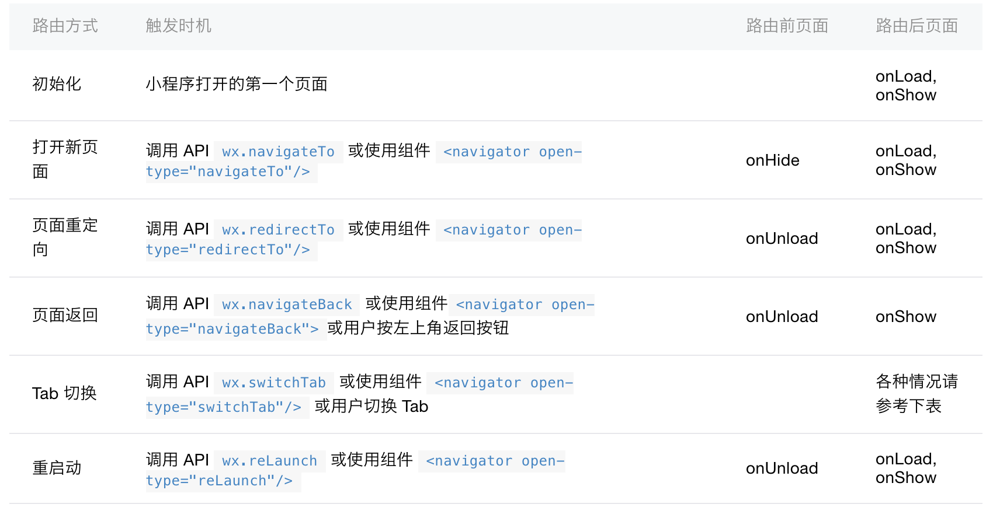 路由方式 触发时机 路由前页面 路由后页面
初始化 小程序打开的第一个页面 onLoad,
onShow
打开新页
面
调用 API wx.navigateTo 或使用组件 <navigator open-
type="navigateTo"/>
onHide
onLoad,
onShow
页面重定
向
调用 API wx.redirectTo 或使用组件 <navigator open-
type="redirectTo"/>
onUnload
onLoad,
onShow
页面返回
调用 API wx.navigateBack 或使用组件 <navigator open-
type="navigateBack"> 或用户按左上角返回按钮
onUnload
onShow
Tab 切换
调用 API wx.switchTab 或使用组件 <navigator open-
type="switchTab"/> 或用户切换 Tab
各种情况请
参考下表
重启动
调用 API wx.reLaunch 或使用组件 <navigator open-
type="reLaunch"/>
onUnload
onLoad,
onShow